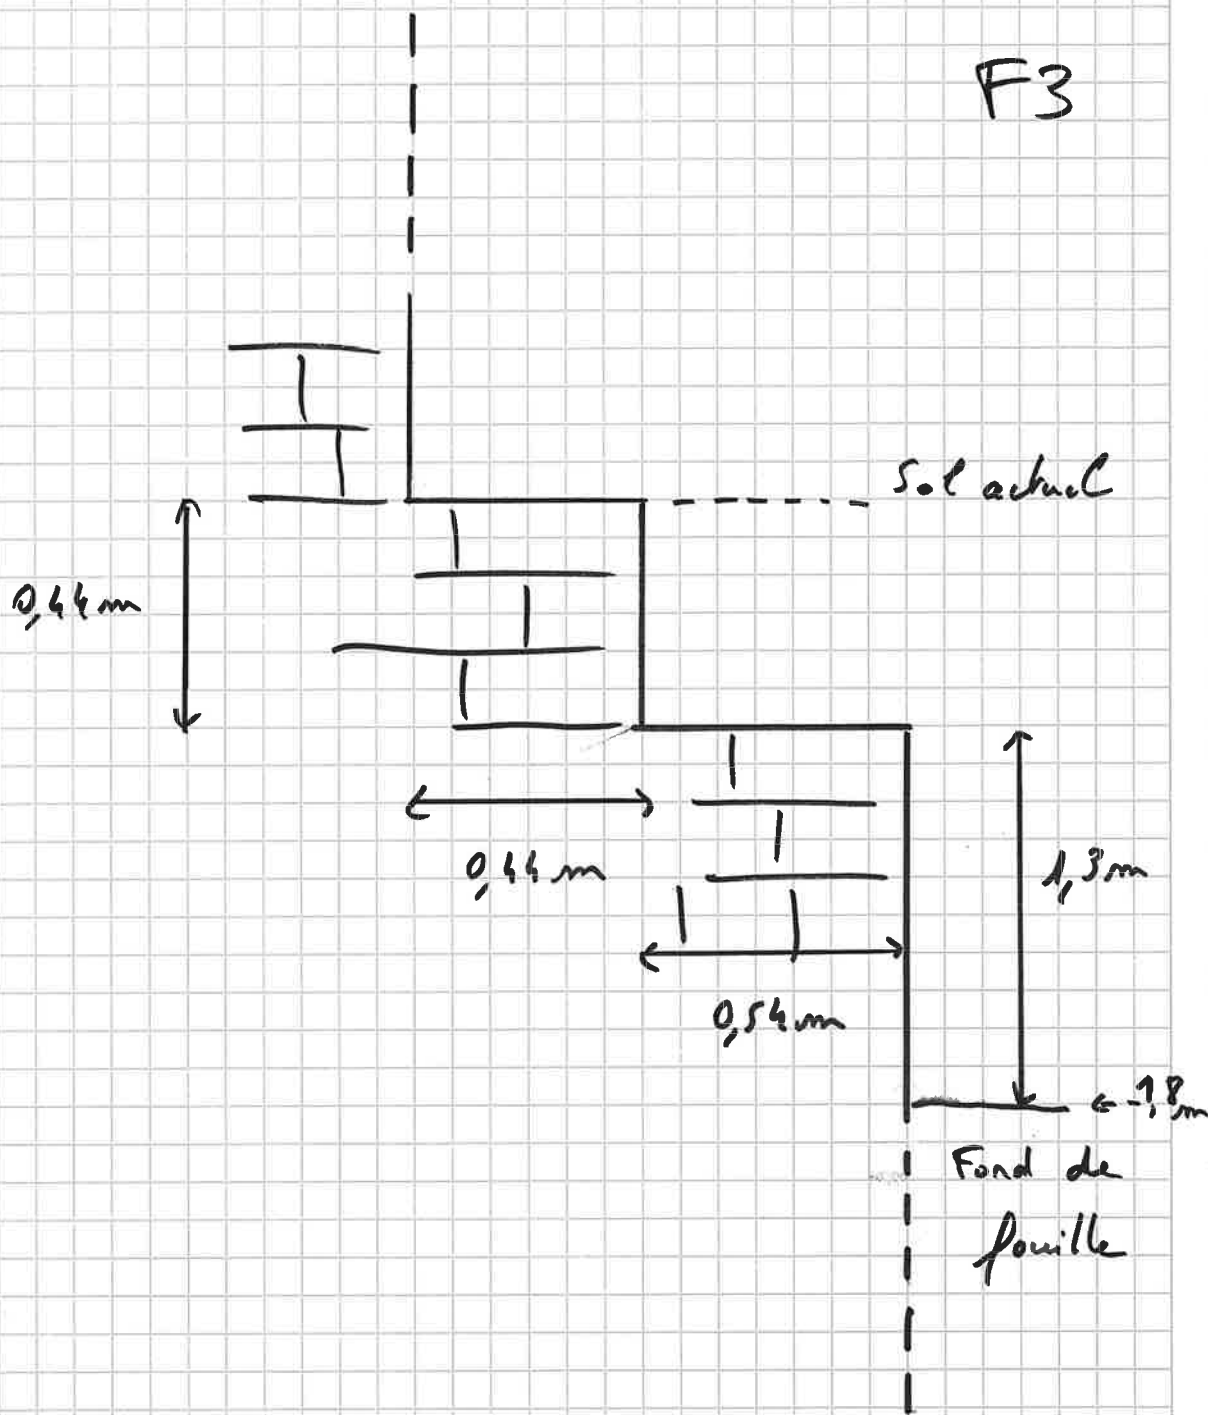 F3
Sol actuel
0,44m
0,44m
1,3m
0,54m
← -1,8m
Fond de
fouille